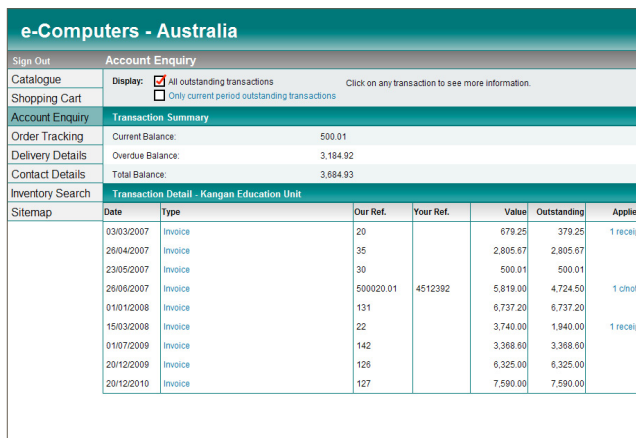 e-Computers - Australia
Sign Out Account Enquiry
Catalogue
Display: All outstanding transactions Click on any transaction to see more information.
Only current period outstanding transactions
Shopping Cart
Account Enquiry Transaction Summary
Order Tracking Current Balance: 500.01
Delivery Details Overdue Balance: 3,184.92
Contact Details Total Balance: 3,684.93
Inventory Search Transaction Detail - Kangan Education Unit
Sitemap Date Type Our Ref. Your Ref. Value Outstanding Applie
03/03/2007 Invoice 20 679.25 379.25 1 recei
26/04/2007 Invoice 35 2,805.67 2,805.67
23/05/2007 Invoice 30 500.01 500.01
26/06/2007 Invoice 500020.01 4512392 5,819.00 4,724.50 1 c/not
01/01/2008 Invoice 131 6,737.20 6,737.20
15/03/2008 Invoice 22 3,740.00 1,940.00 1 recei
01/07/2009 Invoice 142 3,368.60 3,368.60
20/12/2009 Invoice 126 6,325.00 6,325.00
20/12/2010 Invoice 127 7,590.00 7,590.00